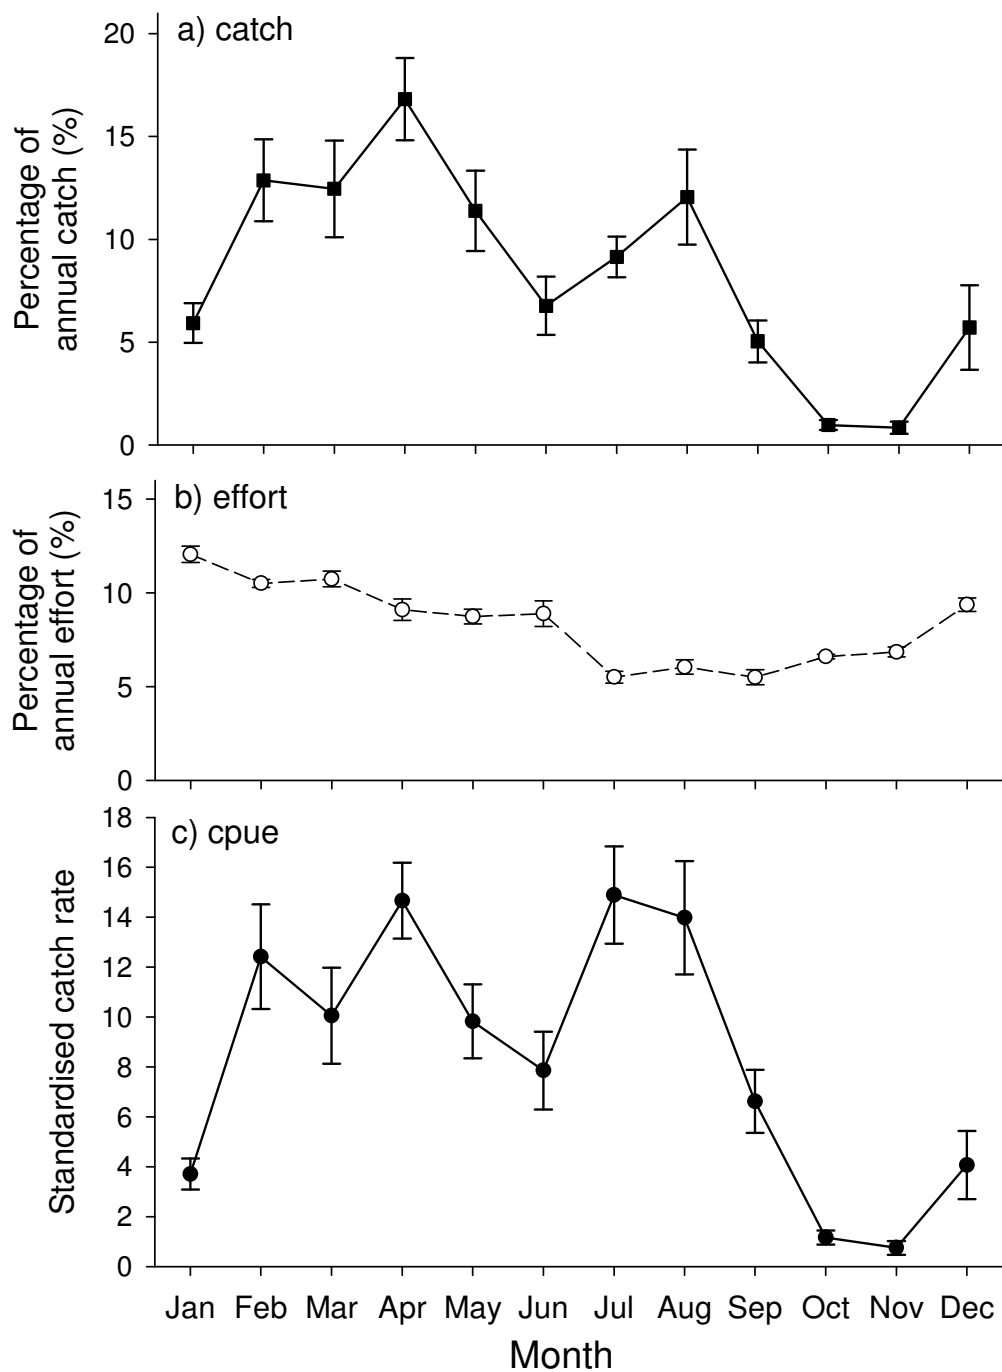 a) catch
Percentage of
annual catch (%)
20
15
10
5
0
b) effort
Percentage of
annual effort (%)
15
10
5
0
c) cpue
Standardised catch rate
18
16
14
12
10
8
6
4
2
0
Jan Feb Mar Apr May Jun Jul Aug Sep Oct Nov Dec
Month